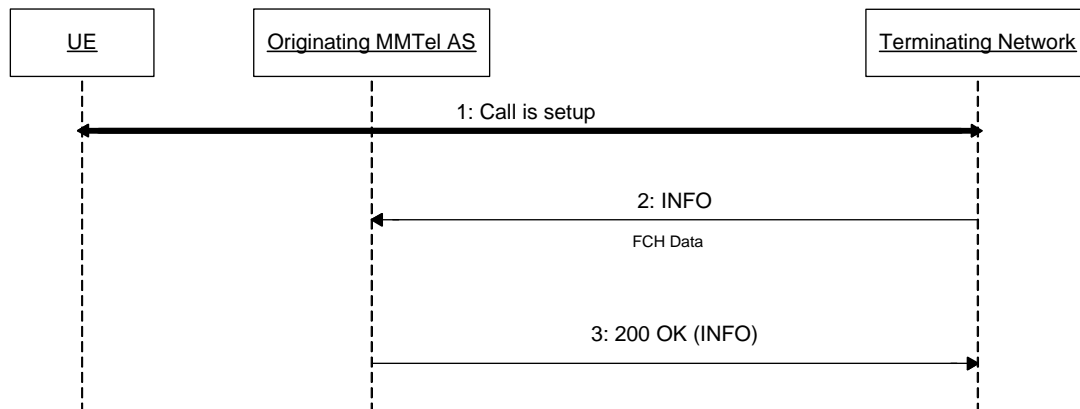 UE
Originating MMTel AS
Terminating Network
1: Call is setup
2: INFO
FCH Data
3: 200 OK (INFO)